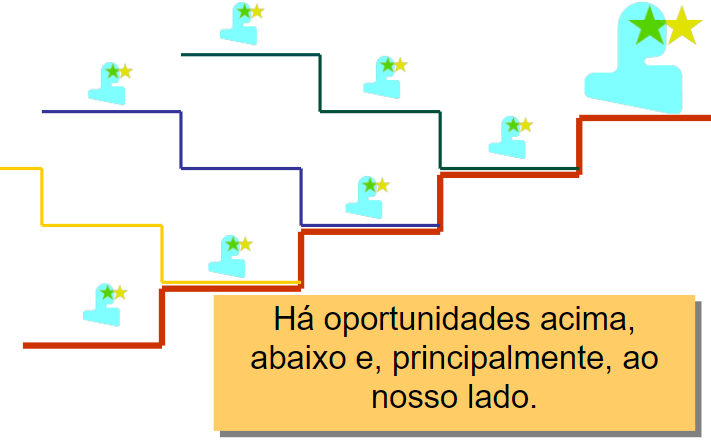 Há oportunidades acima,
abaixo e, principalmente, ao
nosso lado.